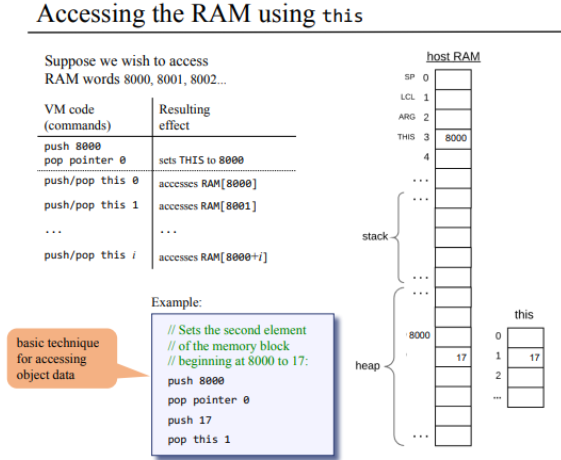 Accessing the RAM using this
Suppose we wish to access
RAM words 8000, 8001, 8002...
VM code
(commands)
Resulting
effect
push 8000
pop pointer 0
sets THIS to 8000
push/pop this 0
accesses RAM[8000]
push/pop this 1
accesses RAM[8001]
...
...
push/pop this i
accesses RAM[8000+i]
Example:
basic technique
for accessing
object data
// Sets the second element
// of the memory block
// beginning at 8000 to 17:
push 8000
pop pointer 0
push 17
pop this 1
host RAM
SP 0
LCL 1
ARG 2
THIS 3 8000
4
...
...
stack
...
...
8000
17
heap
...
this
0
1 17
2
...